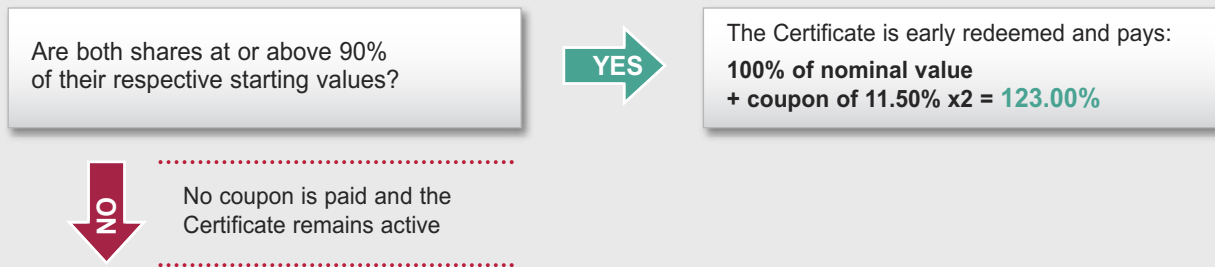 Are both shares at or above 90%
of their respective starting values?
YES
The Certificate is early redeemed and pays:
100% of nominal value
+ coupon of 11.50% x2 = 123.00%
NO
No coupon is paid and the
Certificate remains active